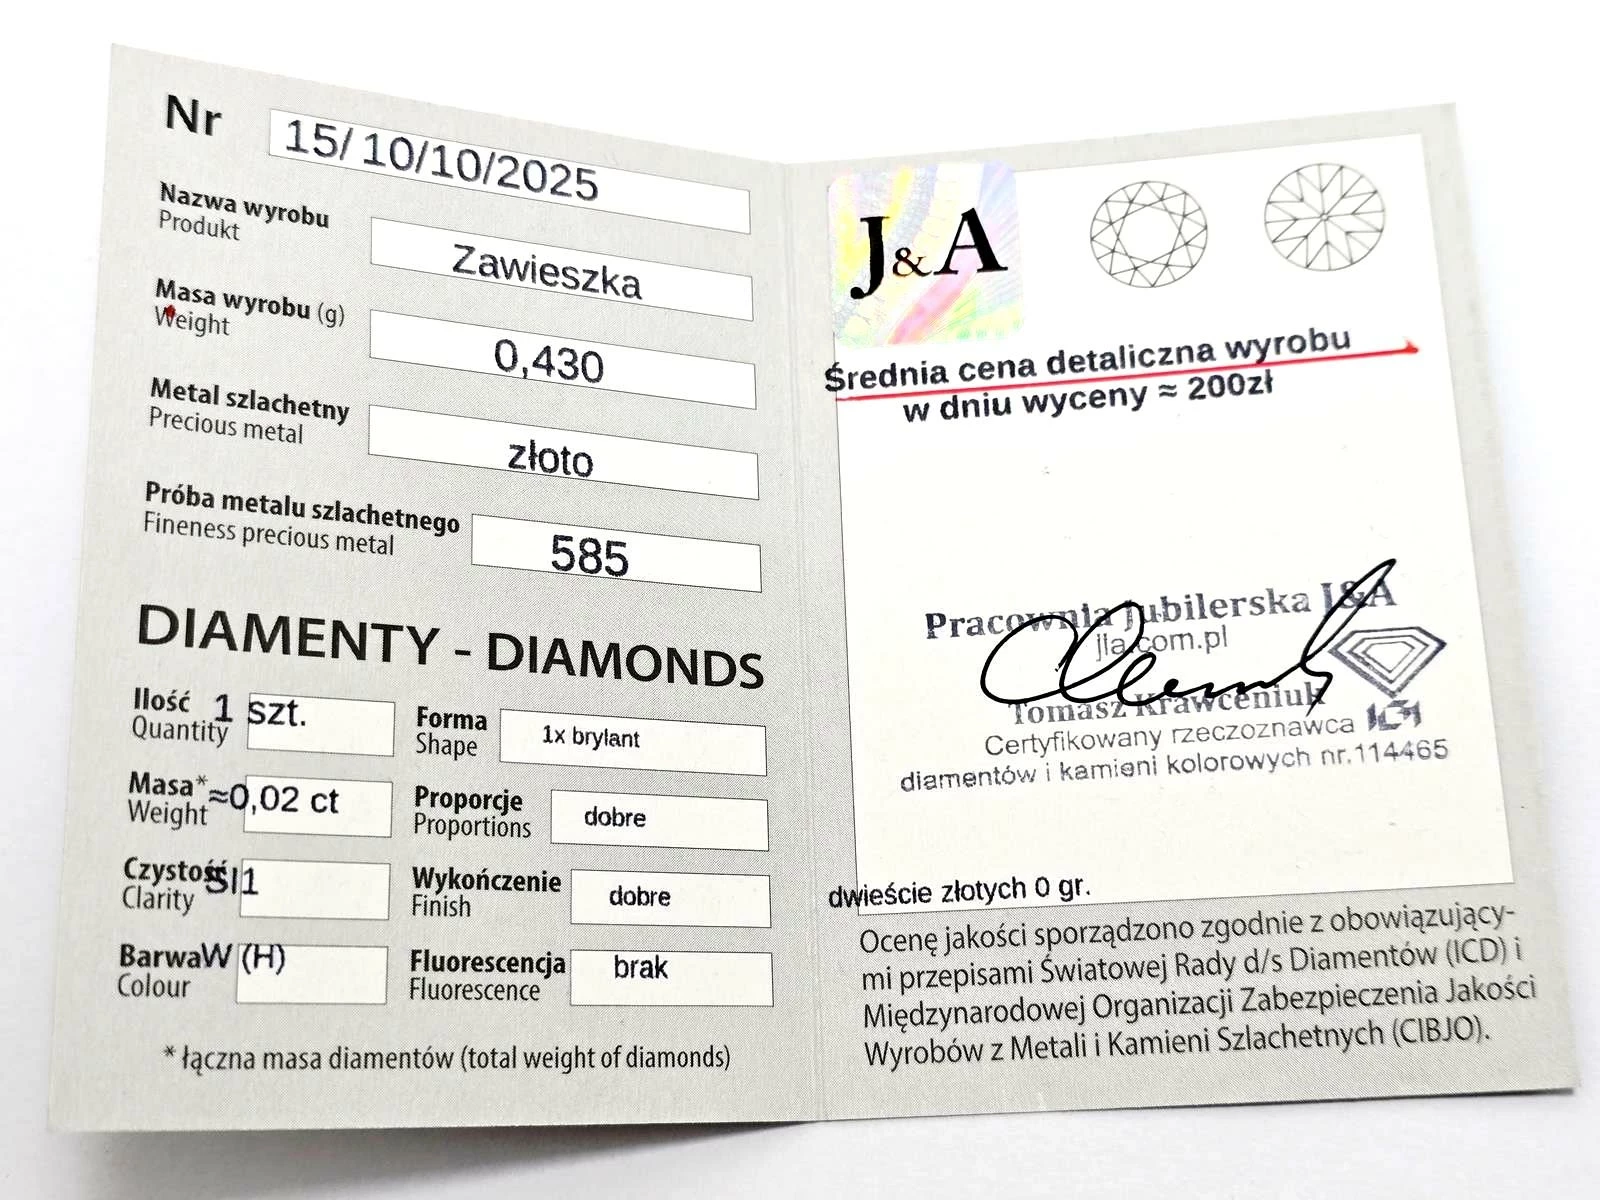 Nr 15/ 10/10/2025
Nazwa wyrobu
Produkt
Zawieszka
Masa wyrobu (g)
Weight
0,430
Metal szlachetny
Precious metal
złoto
Próba metalu szlachetnego
Fineness precious metal
585
DIAMENTY - DIAMONDS
Ilość
Quantity
1 szt.
Forma
Shape
1x brylant
Masa*
Weight
≈0,02 ct
Proporcje
Proportions
dobre
Czystość
Clarity
SI1
Wykończenie
Finish
dobre
Barwa
Colour
W (H)
Fluorescencja
Fluorescence
brak
* łączna masa diamentów (total weight of diamonds)
J&A
Średnia cena detaliczna wyrobu
w dniu wyceny ≈ 200zł
Pracownia Jubilerska J&A
jla.com.pl
Tomasz Krawceniuk
Certyfikowany rzeczoznawca
diamentów i kamieni kolorowych nr.114465
dwieście złotych 0 gr.
Ocenę jakości sporządzono zgodnie z obowiązujący-
mi przepisami Światowej Rady d/s Diamentów (ICD) i
Międzynarodowej Organizacji Zabezpieczenia Jakości
Wyrobów z Metali i Kamieni Szlachetnych (CIBJO).